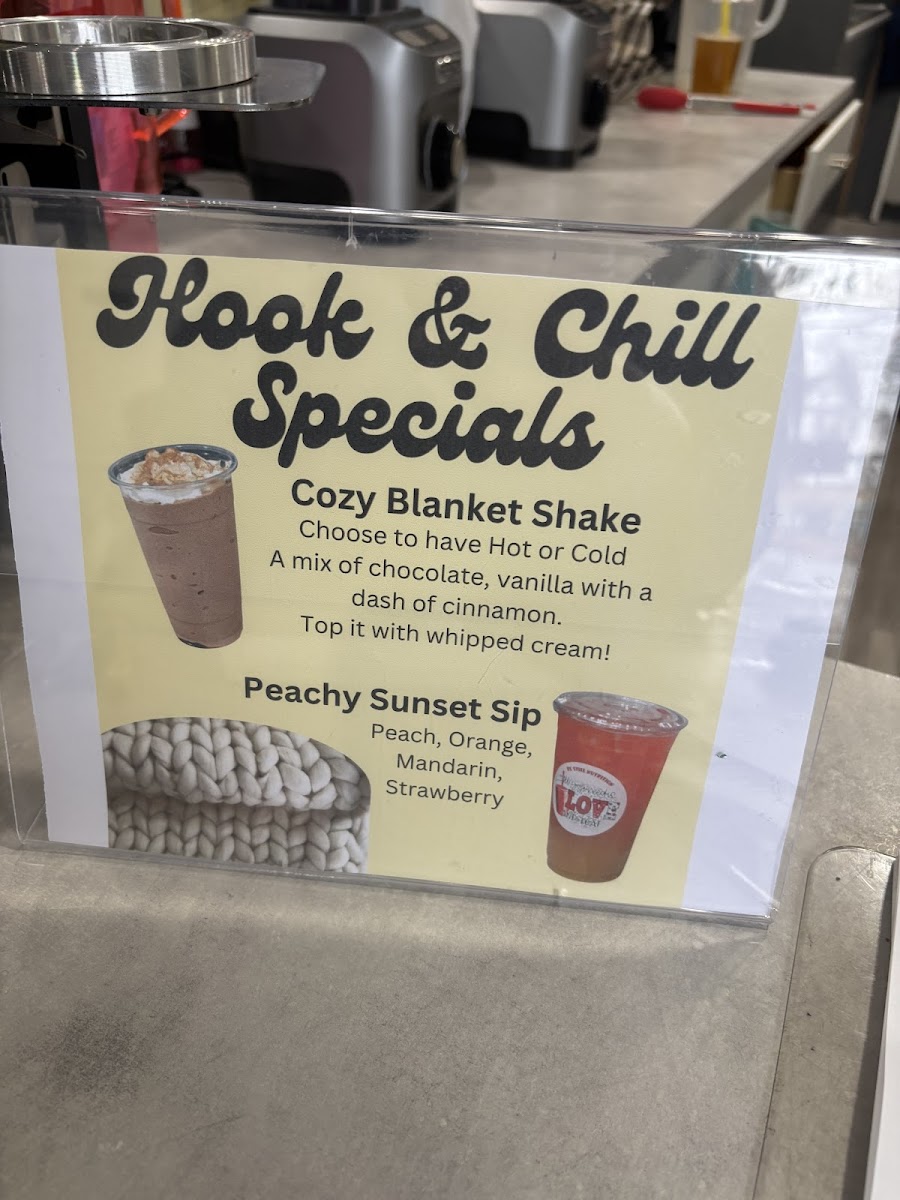 Hook & Chill
Specials
Cozy Blanket Shake
Choose to have Hot or Cold
A mix of chocolate, vanilla with a
dash of cinnamon.
Top it with whipped cream!
Peachy Sunset Sip
Peach, Orange,
Mandarin,
Strawberry
LOV